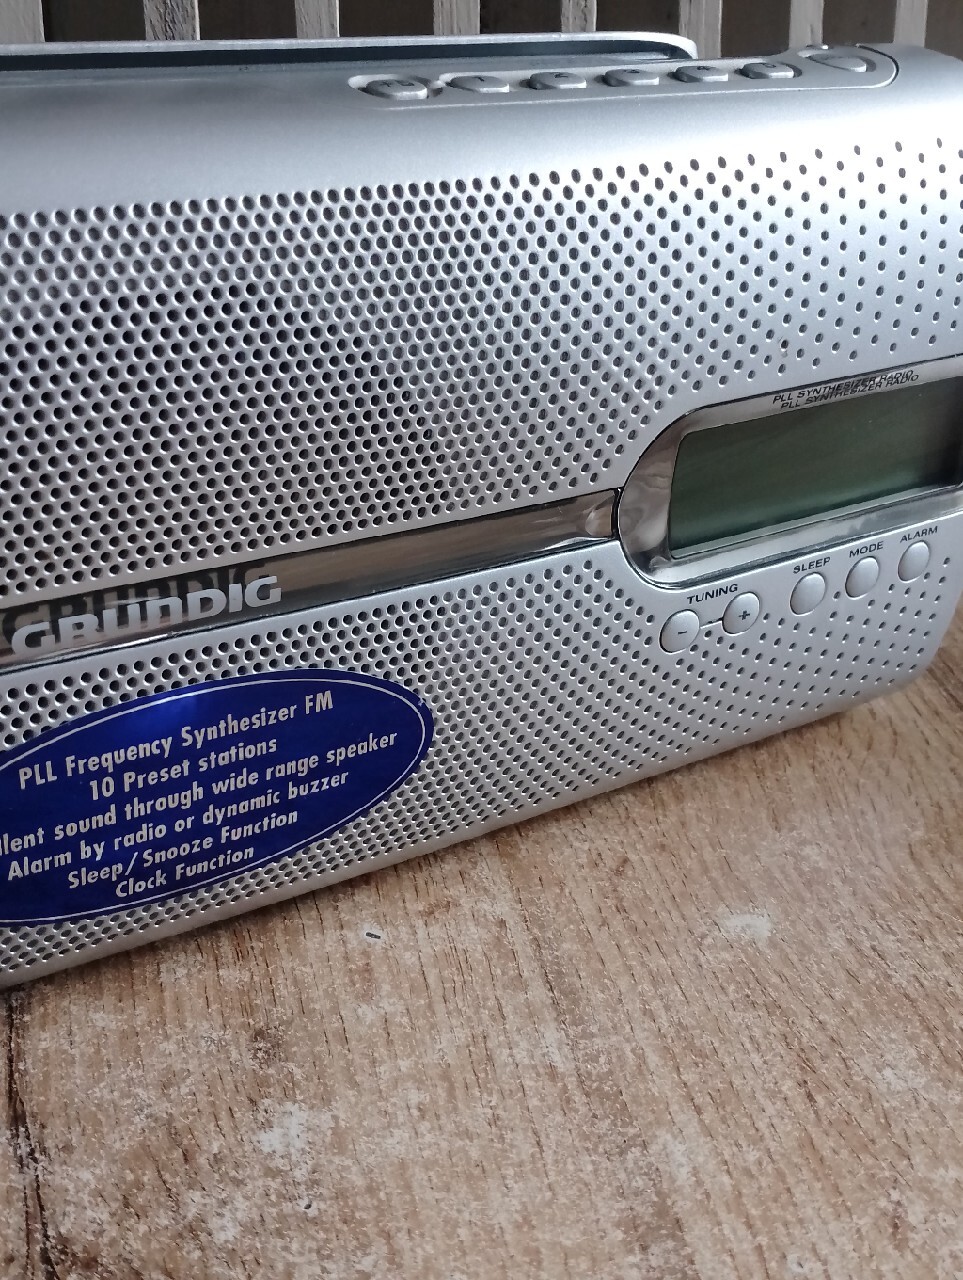 PLL SYNTHESIZER RADIO
GRUNDIG
TUNING
- +
SLEEP
MODE
ALARM
PLL Frequency Synthesizer FM
10 Preset stations
sound through wide range speaker
Alarm by radio or dynamic buzzer
Sleep/Snooze Function
Clock Function